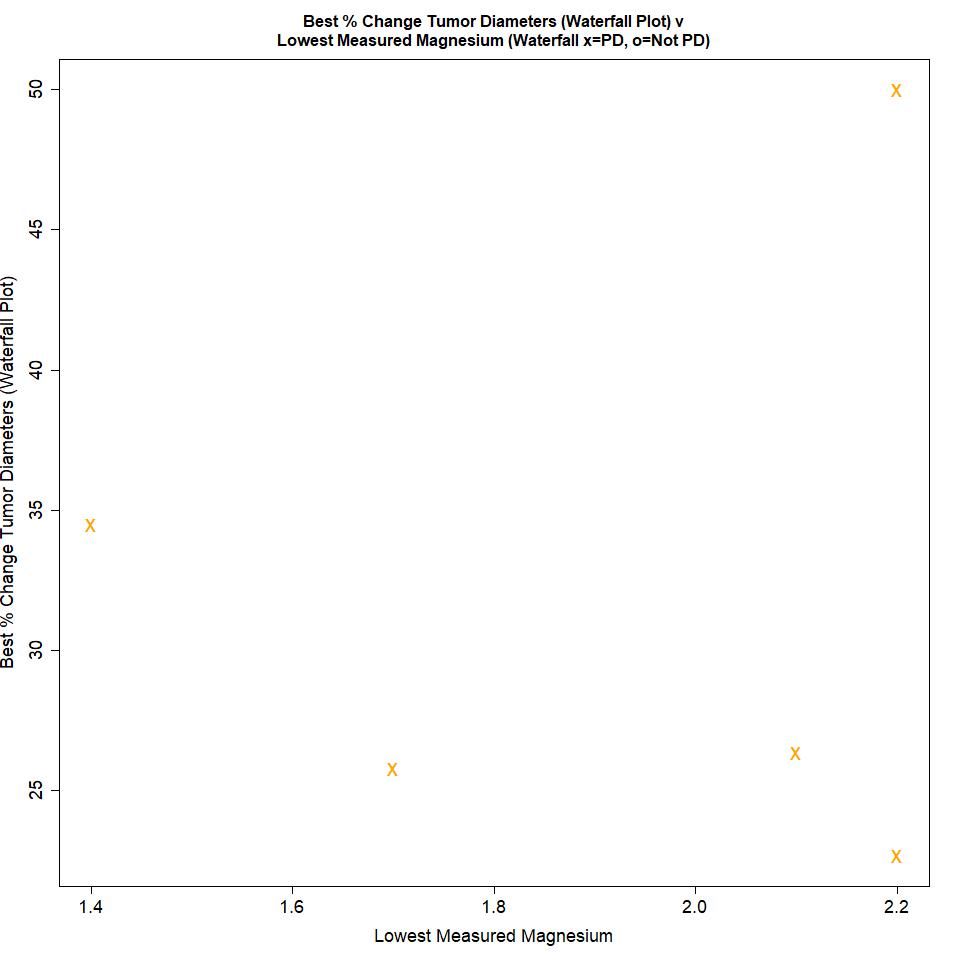 Best % Change Tumor Diameters (Waterfall Plot) v
Lowest Measured Magnesium (Waterfall x=PD, o=Not PD)
Best % Change Tumor Diameters (Waterfall Plot)
50
45
40
35
30
25
X
X
X
X
X
1.4
1.6
1.8
2.0
2.2
Lowest Measured Magnesium